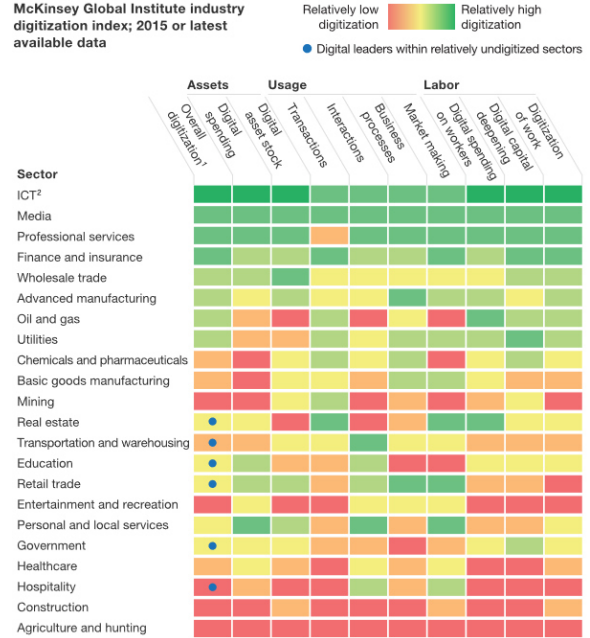 McKinsey Global Institute industry
digitization index; 2015 or latest
available data
Relatively low
digitization
Relatively high
digitization
Digital leaders within relatively undigitized sectors
Assets
Usage
Labor
Overall
digitization¹
Digital
spending
Digital
asset stock
Transactions
Interactions
Business
processes
Market making
Digital spending
on workers
Digital capital
deepening
Digitization
of work
Sector
ICT²
Media
Professional services
Finance and insurance
Wholesale trade
Advanced manufacturing
Oil and gas
Utilities
Chemicals and pharmaceuticals
Basic goods manufacturing
Mining
Real estate
Transportation and warehousing
Education
Retail trade
Entertainment and recreation
Personal and local services
Government
Healthcare
Hospitality
Construction
Agriculture and hunting